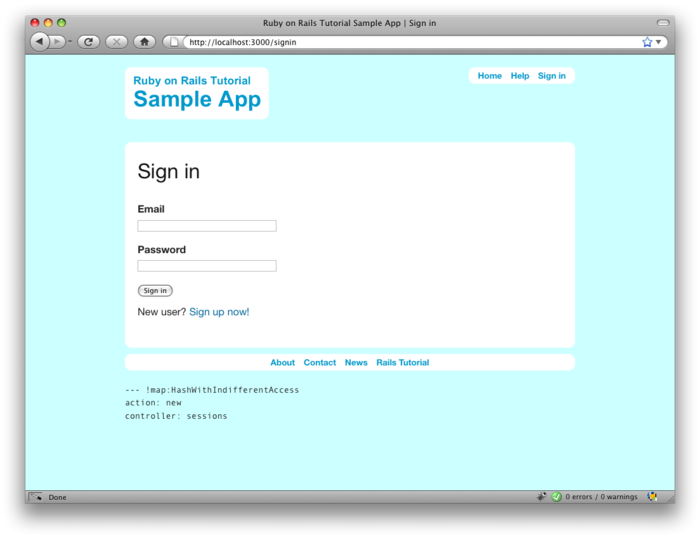 Ruby on Rails Tutorial Sample App | Sign in
http://localhost:3000/signin
Ruby on Rails Tutorial
Sample App
Home Help Sign in
Sign in
Email
Password
Sign in
New user? Sign up now!
About Contact News Rails Tutorial
--- !map:HashWithIndifferentAccess
action: new
controller: sessions
Done
0 errors / 0 warnings